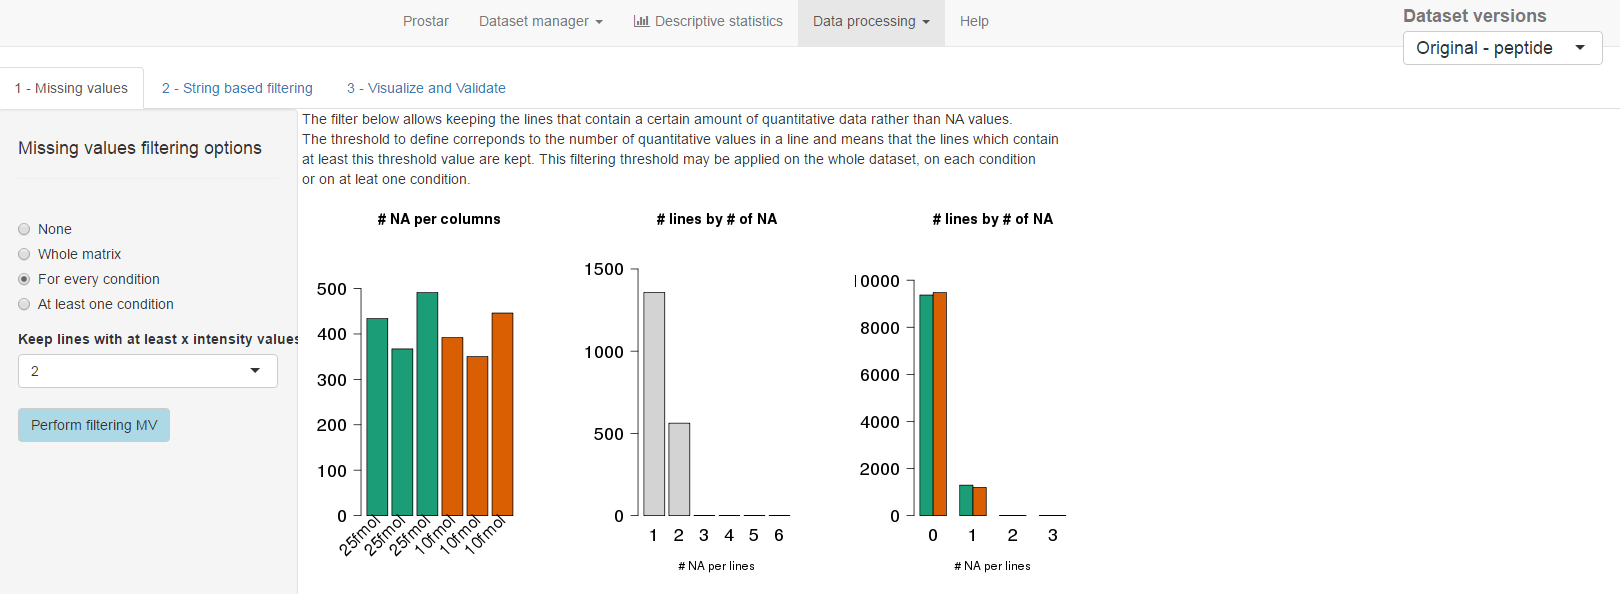 Prostar Dataset manager Descriptive statistics Data processing Help
Dataset versions
Original - peptide
1 - Missing values 2 - String based filtering 3 - Visualize and Validate
Missing values filtering options
None
Whole matrix
For every condition
At least one condition
Keep lines with at least x intensity values
2
Perform filtering MV
The filter below allows keeping the lines that contain a certain amount of quantitative data rather than NA values.
The threshold to define correponds to the number of quantitative values in a line and means that the lines which contain
at least this threshold value are kept. This filtering threshold may be applied on the whole dataset, on each condition
or on at leat one condition.
# NA per columns
500
400
300
200
100
0
25fmol 25fmol 25fmol 10fmol 10fmol 10fmol
# lines by # of NA
1500
1000
500
0
1 2 3 4 5 6
# NA per lines
# lines by # of NA
10000
8000
6000
4000
2000
0
0 1 2 3
# NA per lines